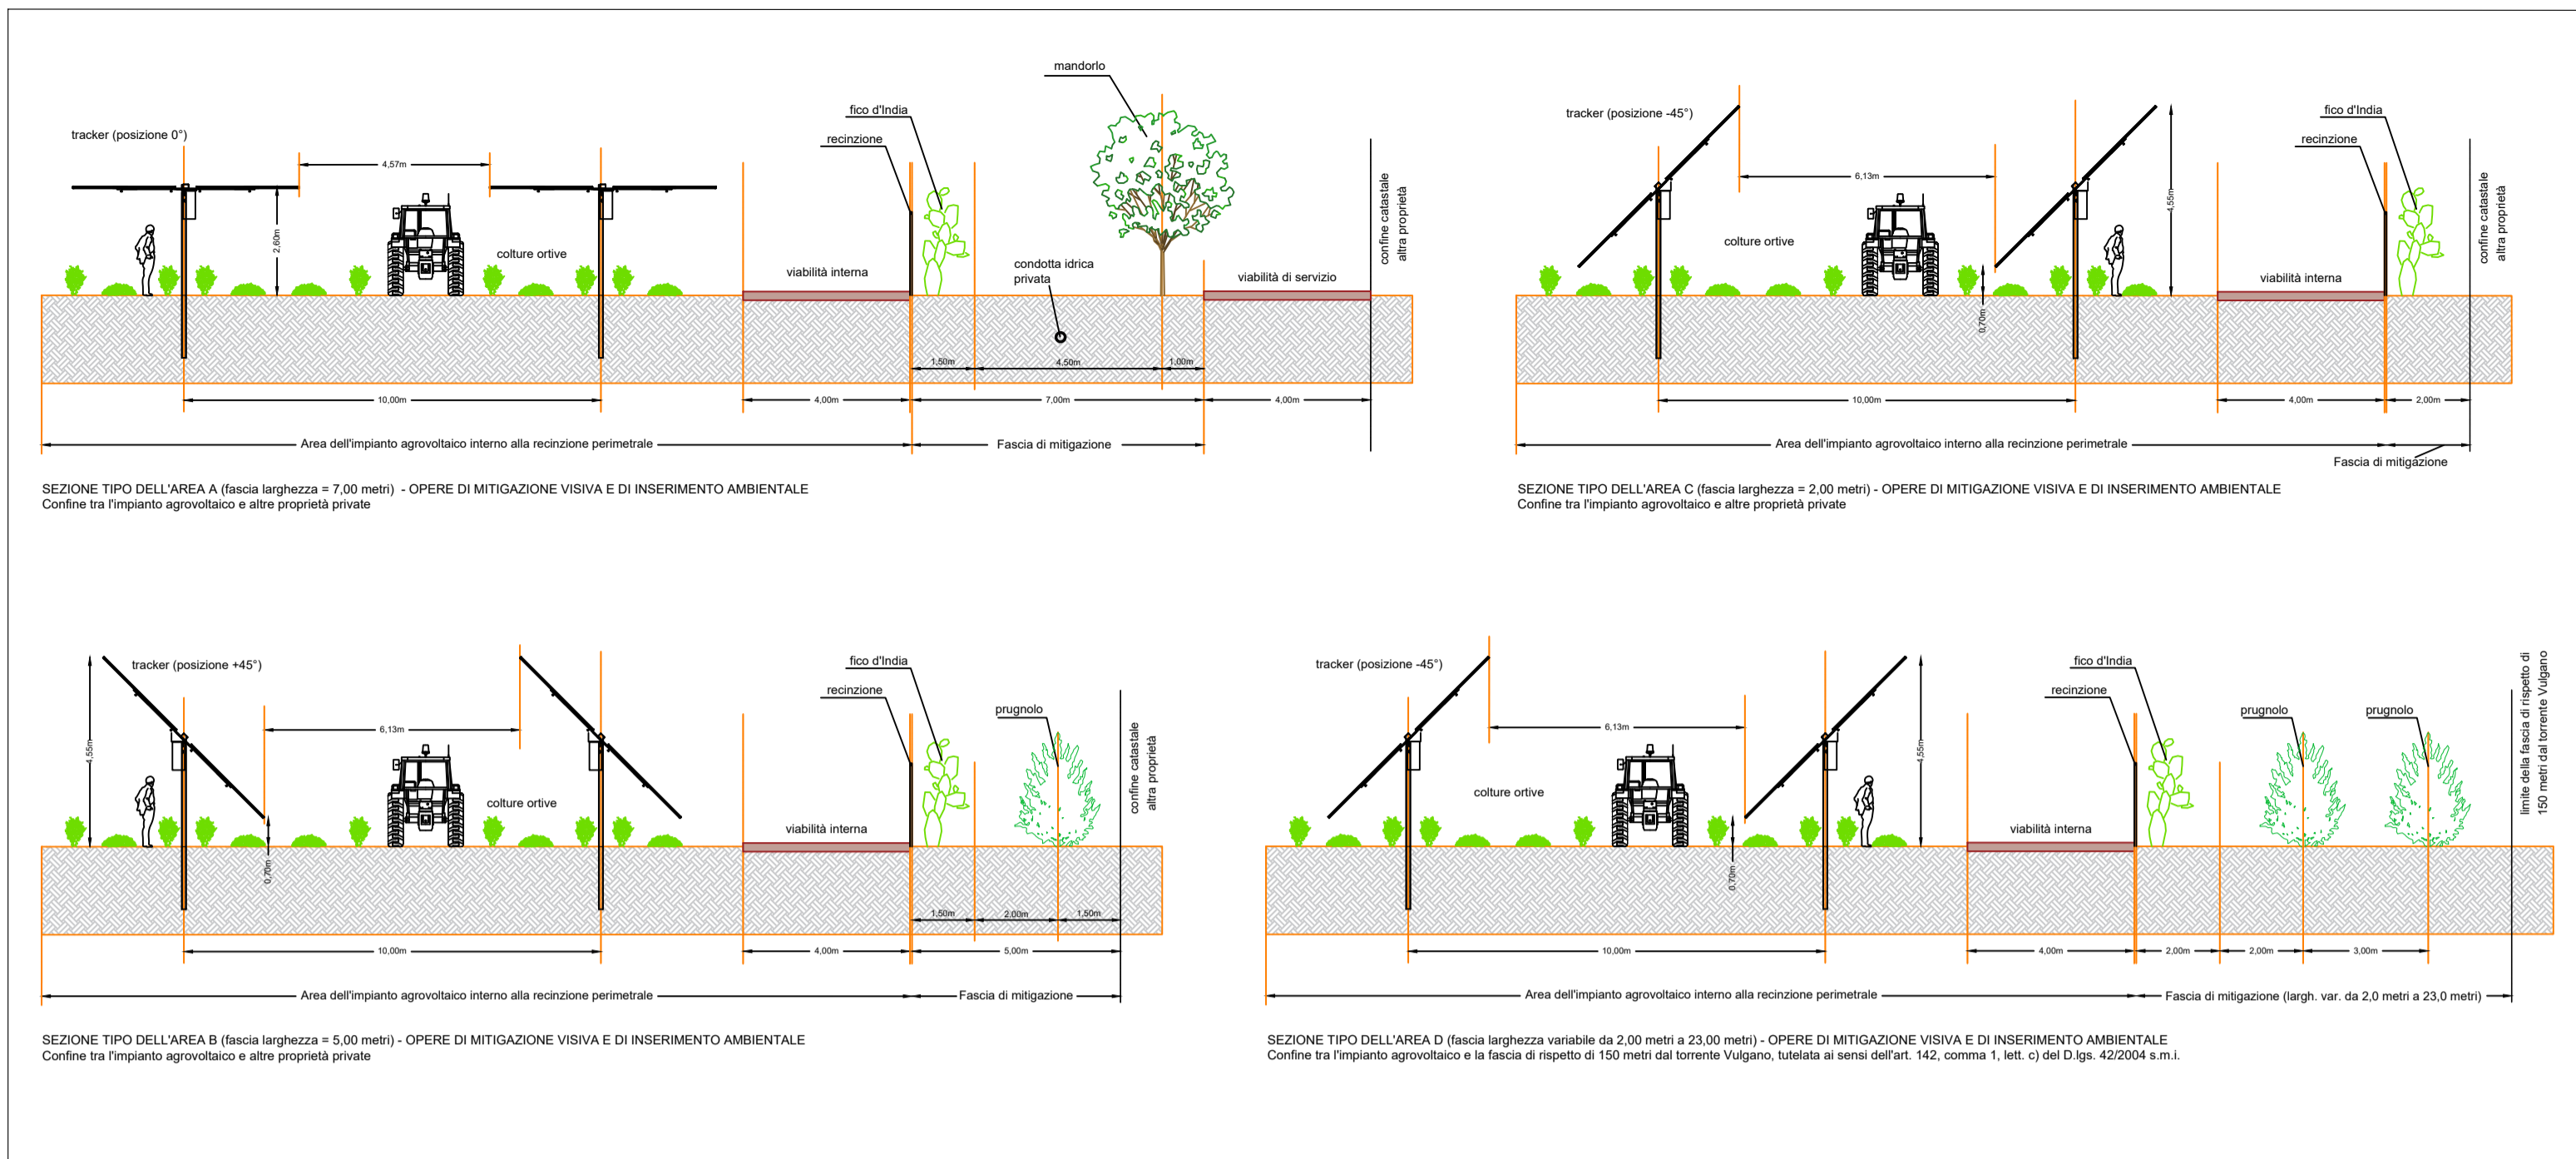 tracker (posizione 0°)
4,57m
2,60m
colture ortive
viabilità interna
recinzione
fico d'India
mandorlo
condotta idrica
privata
viabilità di servizio
confine catastale
altra proprietà
1,50m
4,50m
1,00m
10,00m
4,00m
7,00m
4,00m
Area dell'impianto agrovoltaico interno alla recinzione perimetrale
Fascia di mitigazione
SEZIONE TIPO DELL'AREA A (fascia larghezza = 7,00 metri) - OPERE DI MITIGAZIONE VISIVA E DI INSERIMENTO AMBIENTALE
Confine tra l'impianto agrovoltaico e altre proprietà private
tracker (posizione -45°)
6,13m
4,55m
colture ortive
0,70m
viabilità interna
recinzione
fico d'India
confine catastale
altra proprietà
10,00m
4,00m
2,00m
Area dell'impianto agrovoltaico interno alla recinzione perimetrale
Fascia di mitigazione
SEZIONE TIPO DELL'AREA C (fascia larghezza = 2,00 metri) - OPERE DI MITIGAZIONE VISIVA E DI INSERIMENTO AMBIENTALE
Confine tra l'impianto agrovoltaico e altre proprietà private
tracker (posizione +45°)
4,55m
6,13m
0,70m
colture ortive
viabilità interna
recinzione
fico d'India
prugnolo
confine catastale
altra proprietà
1,50m
2,00m
1,50m
10,00m
4,00m
5,00m
Area dell'impianto agrovoltaico interno alla recinzione perimetrale
Fascia di mitigazione
SEZIONE TIPO DELL'AREA B (fascia larghezza = 5,00 metri) - OPERE DI MITIGAZIONE VISIVA E DI INSERIMENTO AMBIENTALE
Confine tra l'impianto agrovoltaico e altre proprietà private
tracker (posizione -45°)
6,13m
4,55m
colture ortive
0,70m
viabilità interna
recinzione
fico d'India
prugnolo
prugnolo
limite della fascia di rispetto di
150 metri dal torrente Vulgano
10,00m
4,00m
2,00m
2,00m
3,00m
Area dell'impianto agrovoltaico interno alla recinzione perimetrale
Fascia di mitigazione (largh. var. da 2,0 metri a 23,0 metri)
SEZIONE TIPO DELL'AREA D (fascia larghezza variabile da 2,00 metri a 23,00 metri) - OPERE DI MITIGAZIONE VISIVA E DI INSERIMENTO AMBIENTALE
Confine tra l'impianto agrovoltaico e la fascia di rispetto di 150 metri dal torrente Vulgano, tutelata ai sensi dell'art. 142, comma 1, lett. c) del D.lgs. 42/2004 s.m.i.